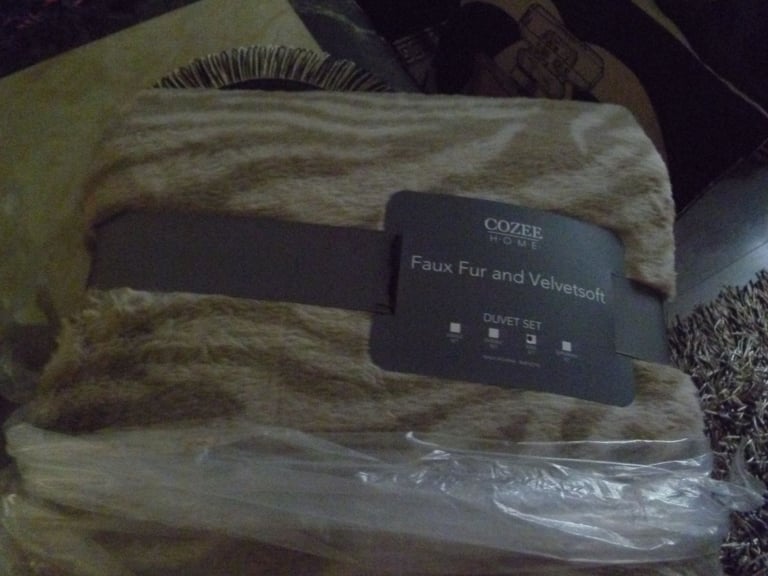 COZEE
HOME
Faux Fur and Velvetsoft
DUVET SET